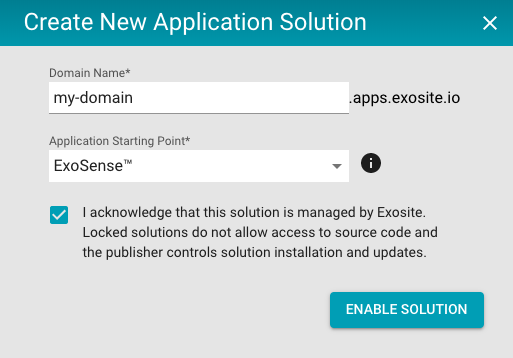 Create New Application Solution
Domain Name*
my-domain .apps.exosite.io
Application Starting Point*
ExoSense™
I acknowledge that this solution is managed by Exosite.
Locked solutions do not allow access to source code and
the publisher controls solution installation and updates.
ENABLE SOLUTION